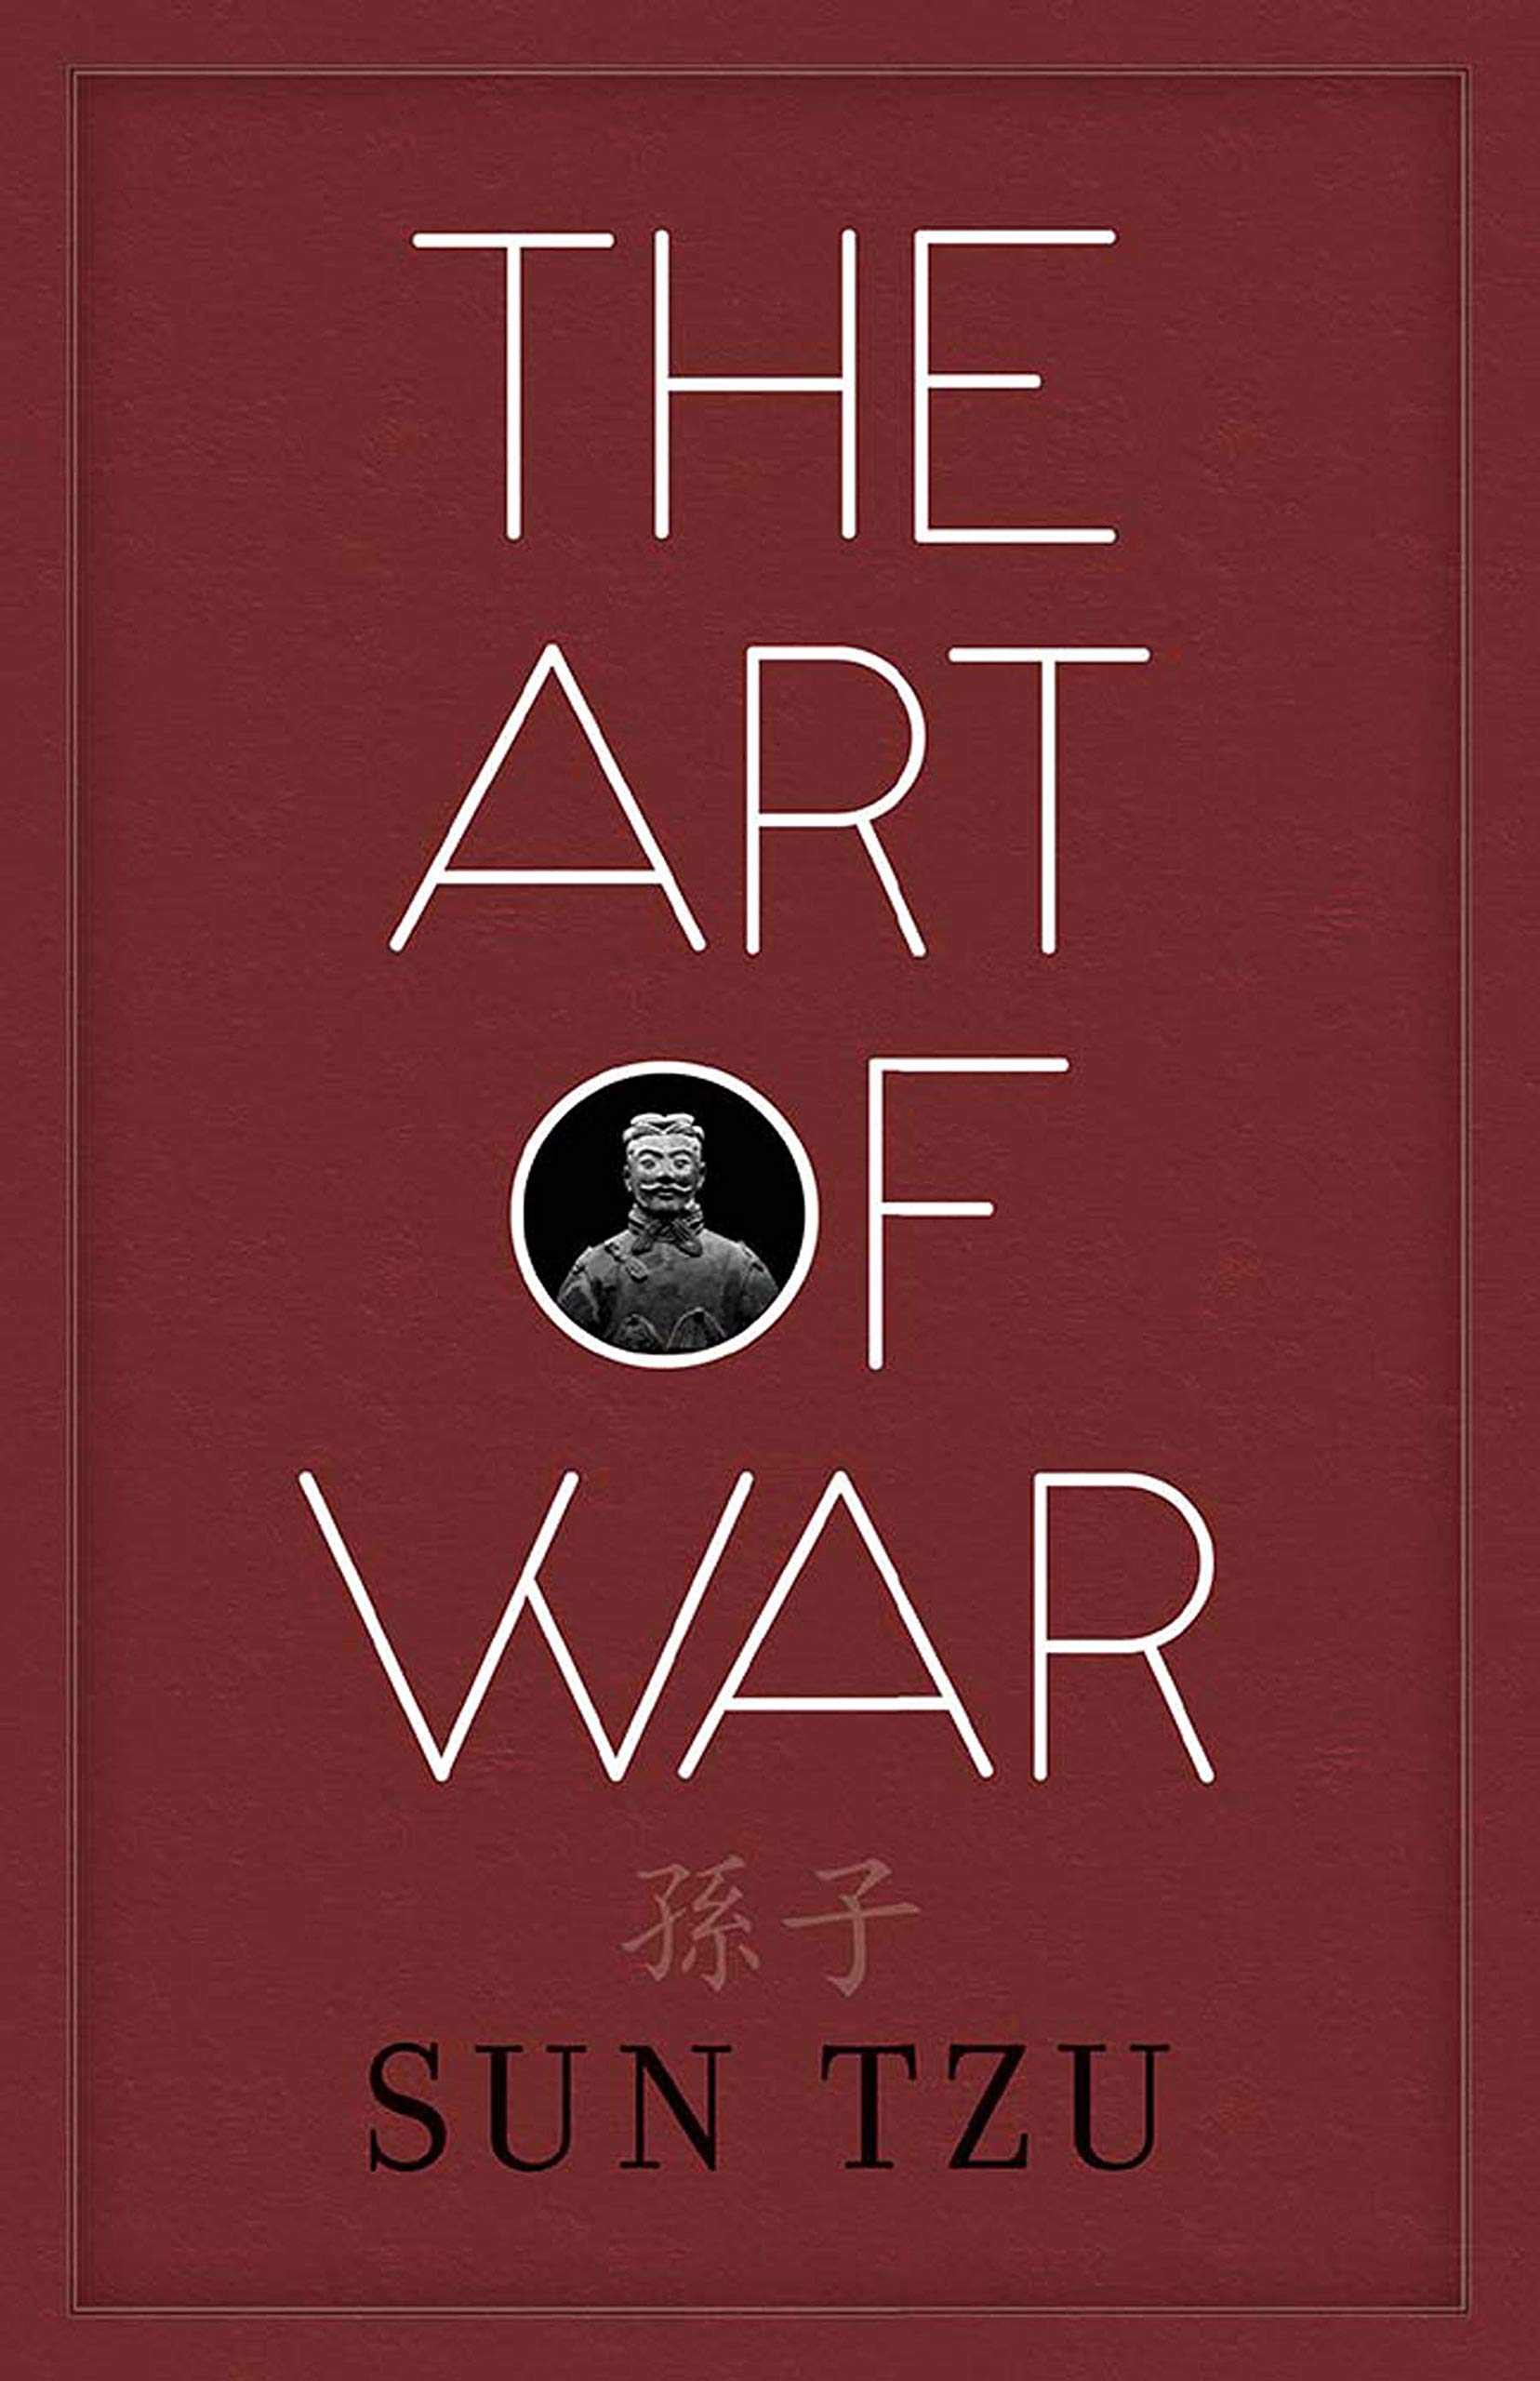 THE
ART
OF
WAR
孫子
SUN TZU